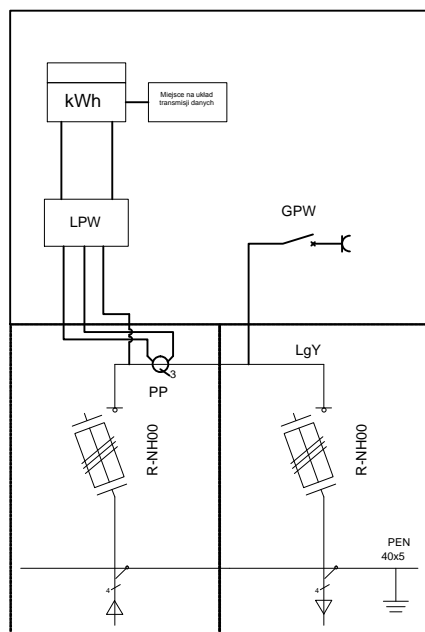 kWh
Miejsce na układ
transmisji danych
LPW
GPW
LgY
3
PP
R-NH00
R-NH00
PEN
40x5
4
4